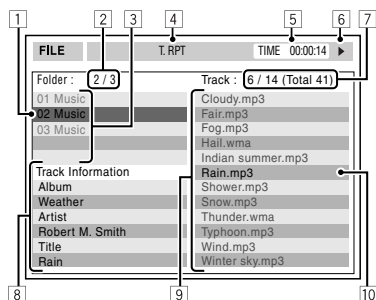 1 2 3 4 5 6
FILE T. RPT TIME 00:00:14
7
Folder : 2 / 3 Track : 6 / 14 (Total 41)
01 Music
02 Music
03 Music
Cloudy.mp3
Fair.mp3
Fog.mp3
Hail.wma
Indian summer.mp3
Rain.mp3
Shower.mp3
Snow.mp3
Thunder.wma
Typhoon.mp3
Wind.mp3
Winter sky.mp3
Track Information
Album
Weather
Artist
Robert M. Smith
Title
Rain
8 9 10